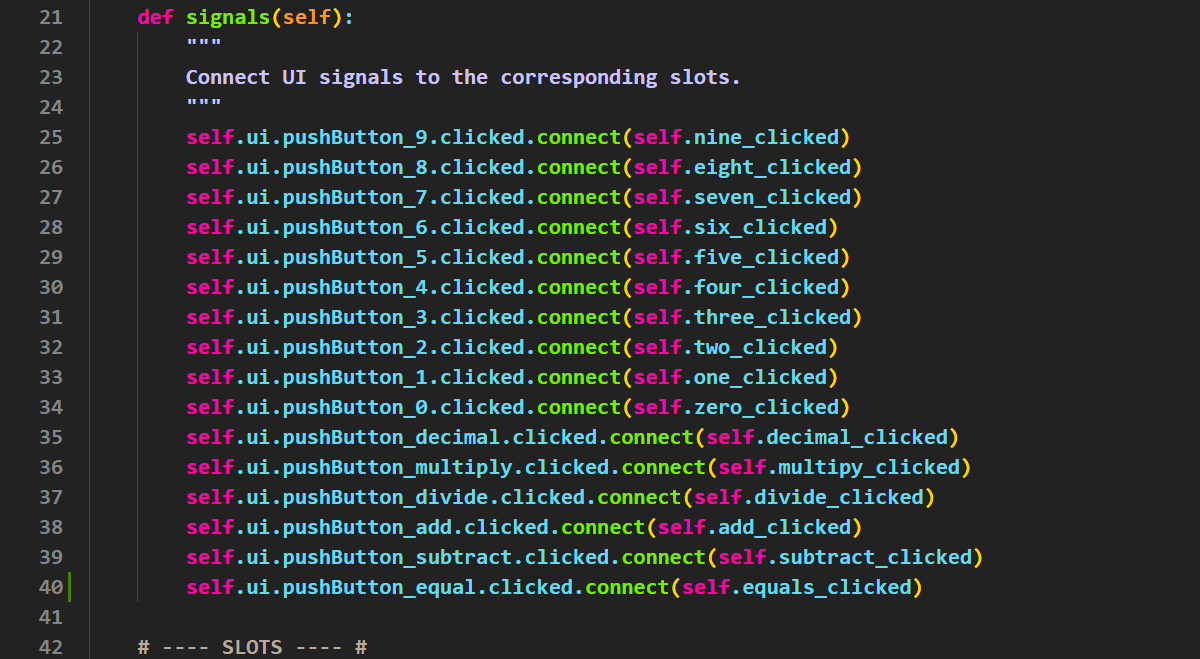 21 def signals(self):
22 """
23 Connect UI signals to the corresponding slots.
24 """
25 self.ui.pushButton_9.clicked.connect(self.nine_clicked)
26 self.ui.pushButton_8.clicked.connect(self.eight_clicked)
27 self.ui.pushButton_7.clicked.connect(self.seven_clicked)
28 self.ui.pushButton_6.clicked.connect(self.six_clicked)
29 self.ui.pushButton_5.clicked.connect(self.five_clicked)
30 self.ui.pushButton_4.clicked.connect(self.four_clicked)
31 self.ui.pushButton_3.clicked.connect(self.three_clicked)
32 self.ui.pushButton_2.clicked.connect(self.two_clicked)
33 self.ui.pushButton_1.clicked.connect(self.one_clicked)
34 self.ui.pushButton_0.clicked.connect(self.zero_clicked)
35 self.ui.pushButton_decimal.clicked.connect(self.decimal_clicked)
36 self.ui.pushButton_multiply.clicked.connect(self.multipy_clicked)
37 self.ui.pushButton_divide.clicked.connect(self.divide_clicked)
38 self.ui.pushButton_add.clicked.connect(self.add_clicked)
39 self.ui.pushButton_subtract.clicked.connect(self.subtract_clicked)
40 self.ui.pushButton_equal.clicked.connect(self.equals_clicked)
41
42 # ---- SLOTS ---- #